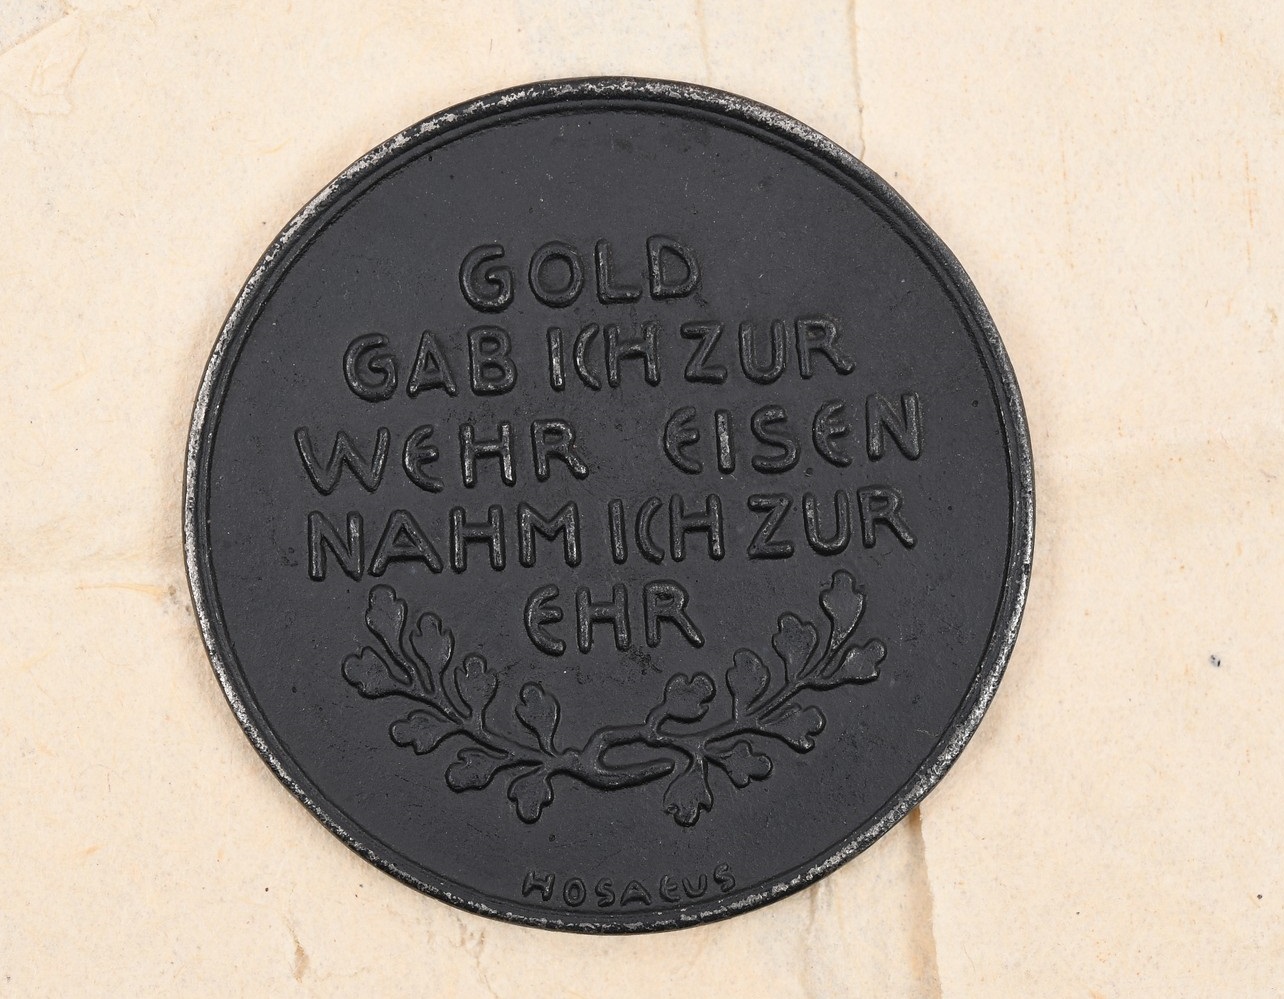 GOLD
GAB ICH ZUR
WEHR EISEN
NAHM ICH ZUR
EHR
HOSAEUS